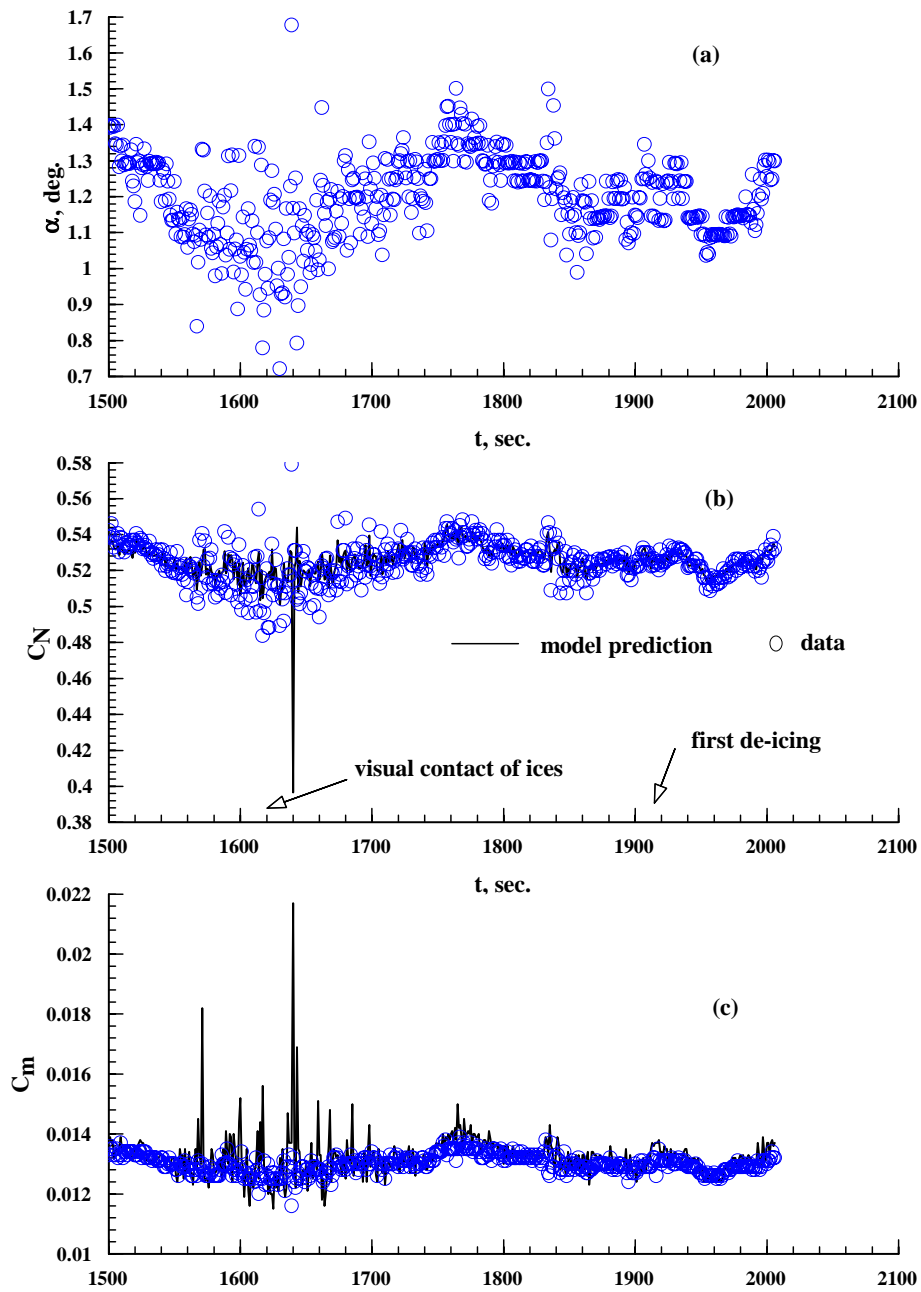 1.7
1.6
1.5
1.4
1.3
1.2
1.1
1
0.9
0.8
0.7
α, deg.
(a)
1500 1600 1700 1800 1900 2000 2100
t, sec.
0.58
0.56
0.54
0.52
0.5
0.48
0.46
0.44
0.42
0.4
0.38
C_N
(b)
model prediction data
first de-icing
visual contact of ices
1500 1600 1700 1800 1900 2000 2100
t, sec.
0.022
0.02
0.018
0.016
0.014
0.012
0.01
C_m
(c)
1500 1600 1700 1800 1900 2000 2100